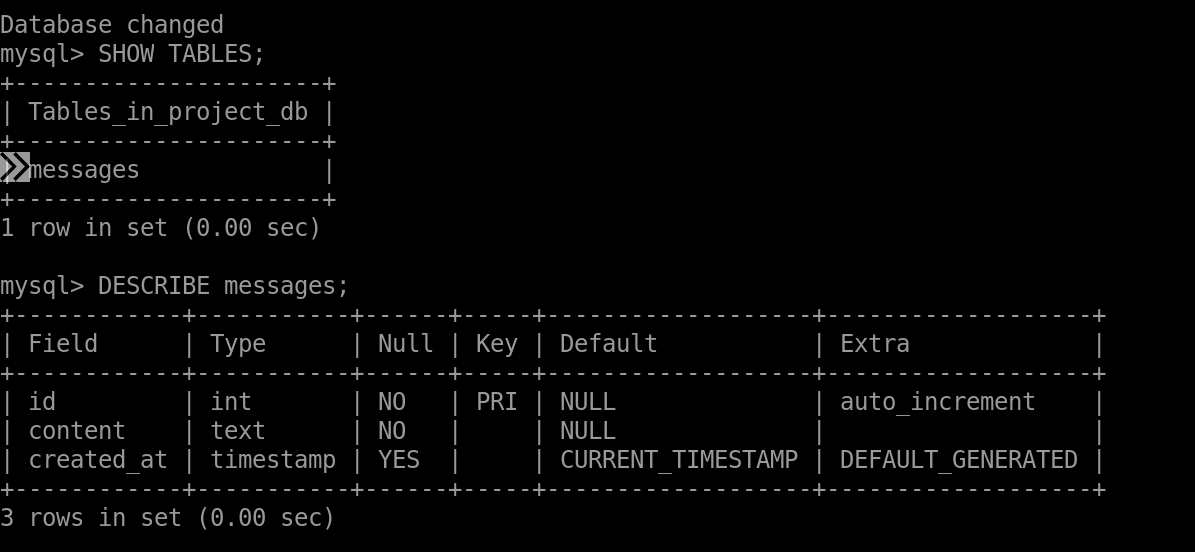 Database changed
mysql> SHOW TABLES;
+----------------------+
| Tables_in_project_db |
+----------------------+
| messages             |
+----------------------+
1 row in set (0.00 sec)

mysql> DESCRIBE messages;
+------------+-----------+------+-----+-------------------+-------------------+
| Field      | Type      | Null | Key | Default           | Extra             |
+------------+-----------+------+-----+-------------------+-------------------+
| id         | int       | NO   | PRI | NULL              | auto_increment    |
| content    | text      | NO   |     | NULL              |                   |
| created_at | timestamp | YES  |     | CURRENT_TIMESTAMP | DEFAULT_GENERATED |
+------------+-----------+------+-----+-------------------+-------------------+
3 rows in set (0.00 sec)